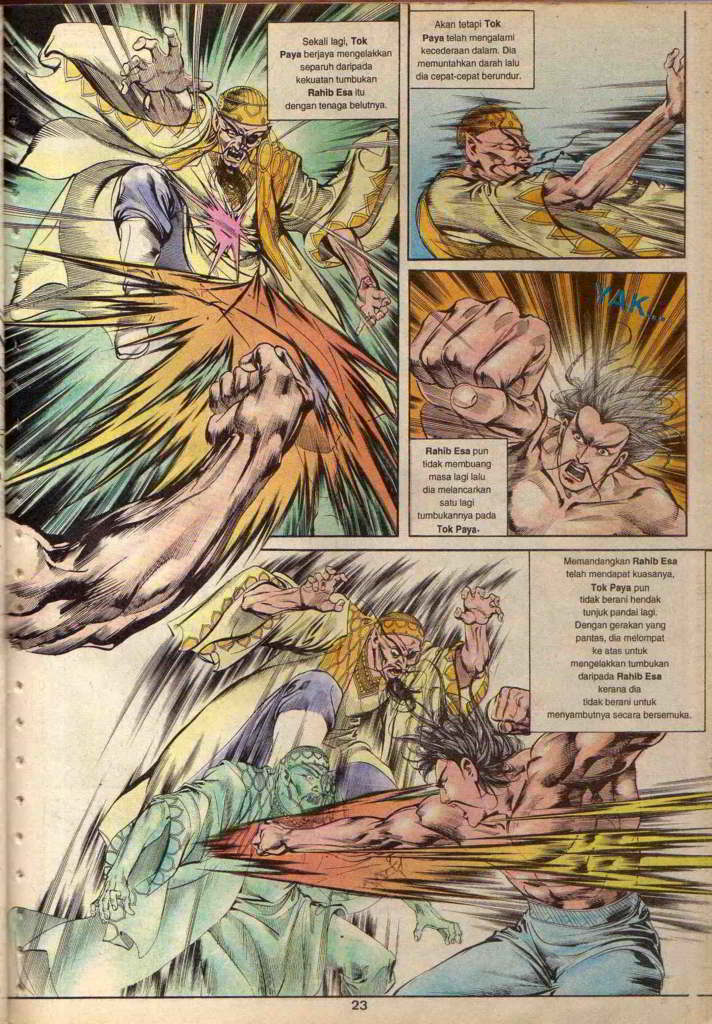 Sekali lagi, Tok
Paya berjaya mengelakkan
separuh daripada
kekuatan tumbukan
Rahib Esa itu
dengan tenaga belutnya.
Akan tetapi Tok
Paya telah mengalami
kecederaan dalam. Dia
memuntahkan darah lalu
dia cepat-cepat berundur.
YAK...
Rahib Esa pun
tidak membuang
masa lagi lalu
dia melancarkan
satu lagi
tumbukannya pada
Tok Paya.
Memandangkan Rahib Esa
telah mendapat kuasanya,
Tok Paya pun
tidak berani hendak
tunjuk pandai lagi.
Dengan gerakan yang
pantas, dia melompat
ke atas untuk
mengelakkan tumbukan
daripada Rahib Esa
kerana dia
tidak berani untuk
menyambutnya secara bersemuka.
23